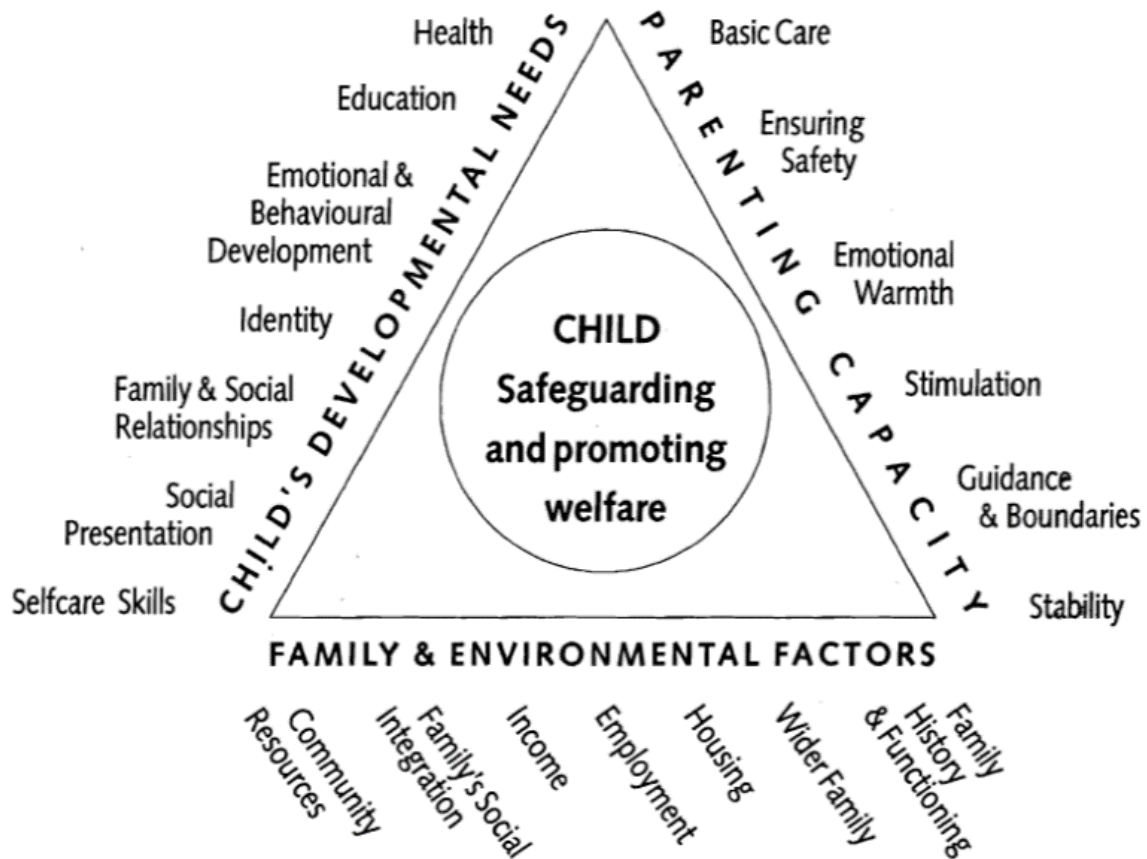 Health
Education
Emotional &
Behavioural
Development
Identity
Family & Social
Relationships
Social
Presentation
Selfcare Skills
CHILD'S DEVELOPMENTAL NEEDS
PARENTING CAPACITY
Basic Care
Ensuring
Safety
Emotional
Warmth
Stimulation
Guidance
& Boundaries
Stability
CHILD
Safeguarding
and promoting
welfare
FAMILY & ENVIRONMENTAL FACTORS
Community
Resources
Family's Social
Integration
Income
Employment
Housing
Wider Family
Family
History
& Functioning